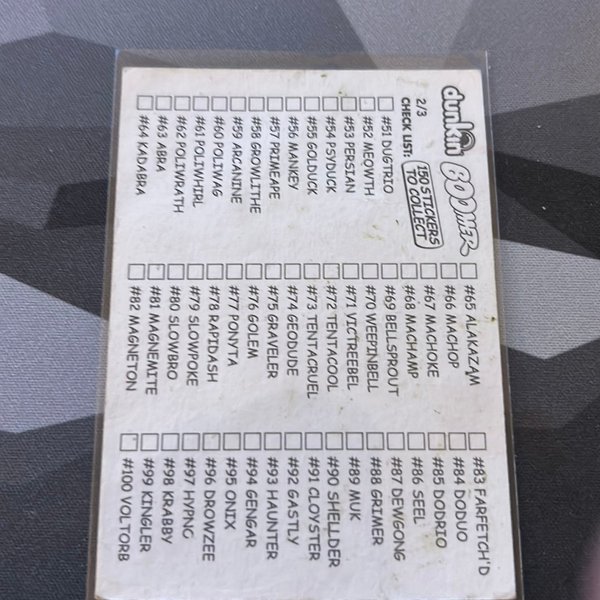 dunkin BOOMER
2/3
150 STICKERS
TO COLLECT
CHECK LIST:
#51 DUGTRIO
#52 MEOWTH
#53 PERSIAN
#54 PSYDUCK
#55 GOLDUCK
#56 MANKEY
#57 PRIMEAPE
#58 GROWLITHE
#59 ARCANINE
#60 POLIWAG
#61 POLIWHIRL
#62 POLIWRATH
#63 ABRA
#64 KADABRA
#65 ALAKAZAM
#66 MACHOP
#67 MACHOKE
#68 MACHAMP
#69 BELLSPROUT
#70 WEEPINBELL
#71 VICTREEBEL
#72 TENTACOOL
#73 TENTACRUEL
#74 GEODUDE
#75 GRAVELER
#76 GOLEM
#77 PONYTA
#78 RAPIDASH
#79 SLOWPOKE
#80 SLOWBRO
#81 MAGNEMITE
#82 MAGNETON
#83 FARFETCH'D
#84 DODUO
#85 DODRIO
#86 SEEL
#87 DEWGONG
#88 GRIMER
#89 MUK
#90 SHELLDER
#91 CLOYSTER
#92 GASTLY
#93 HAUNTER
#94 GENGAR
#95 ONIX
#96 DROWZEE
#97 HYPNO
#98 KRABBY
#99 KINGLER
#100 VOLTORB